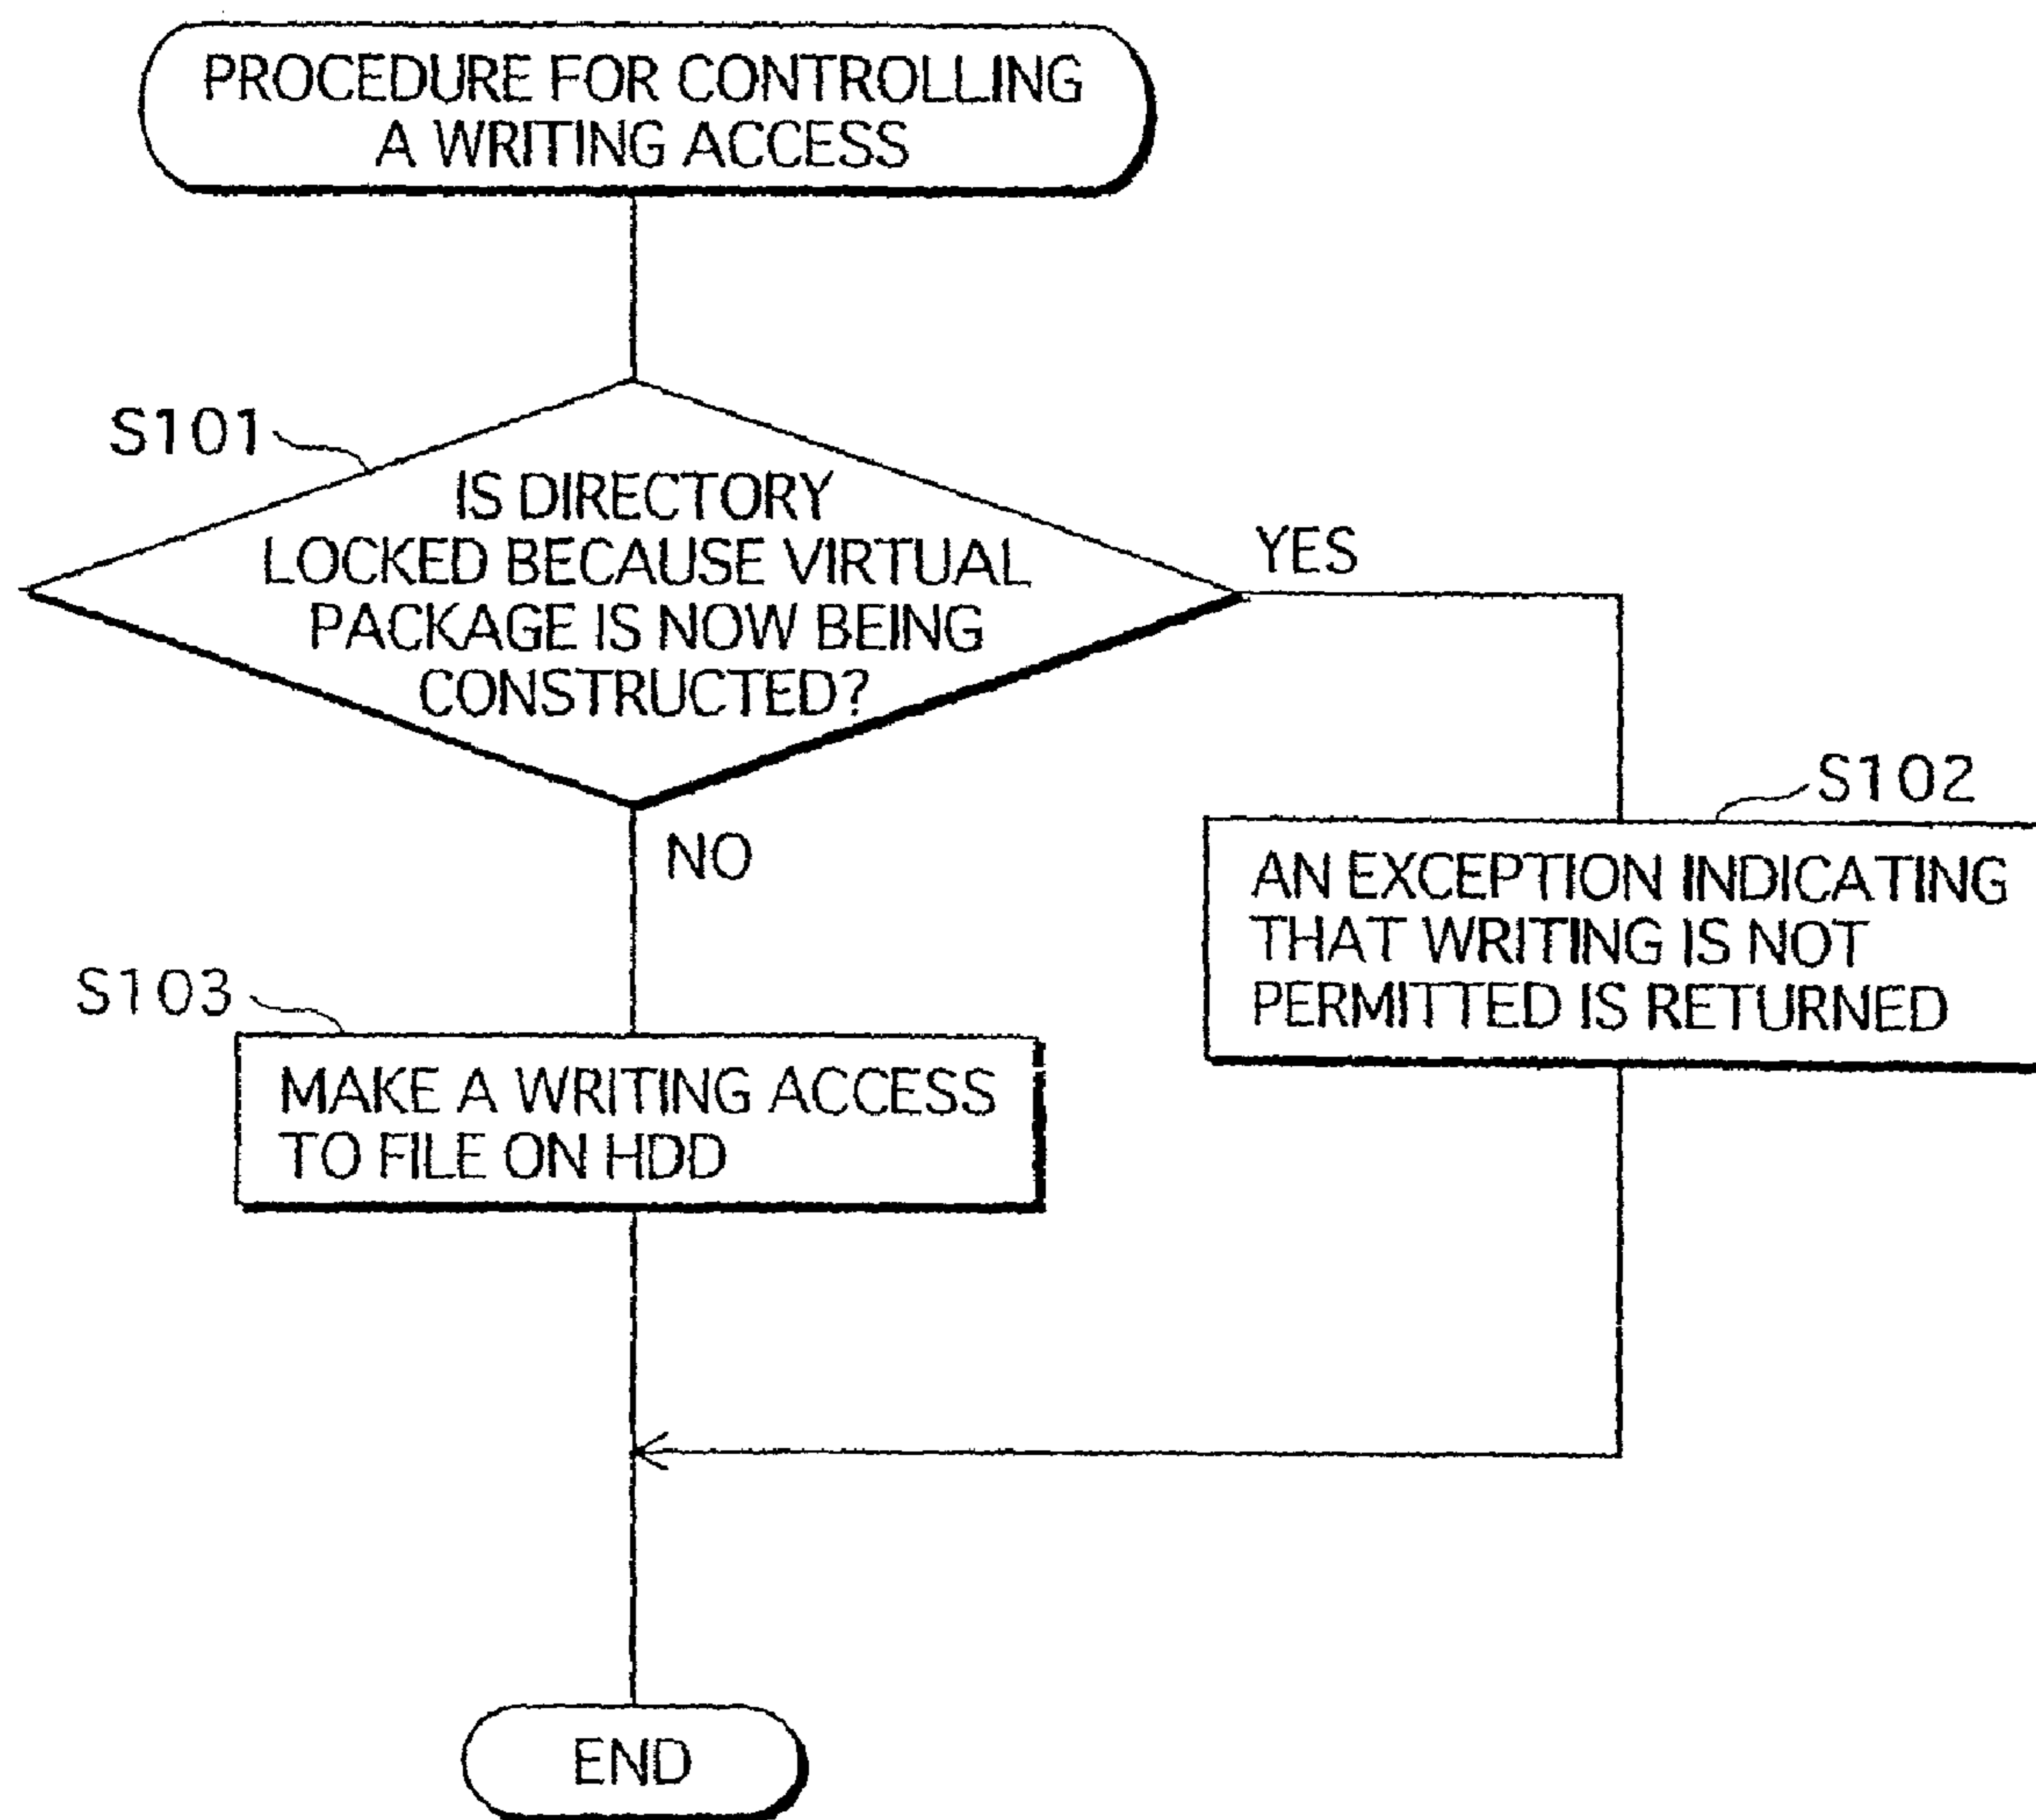 PROCEDURE FOR CONTROLLING
A WRITING ACCESS
S101
IS DIRECTORY
LOCKED BECAUSE VIRTUAL
PACKAGE IS NOW BEING
CONSTRUCTED?
YES
NO
S102
AN EXCEPTION INDICATING
THAT WRITING IS NOT
PERMITTED IS RETURNED
S103
MAKE A WRITING ACCESS
TO FILE ON HDD
END